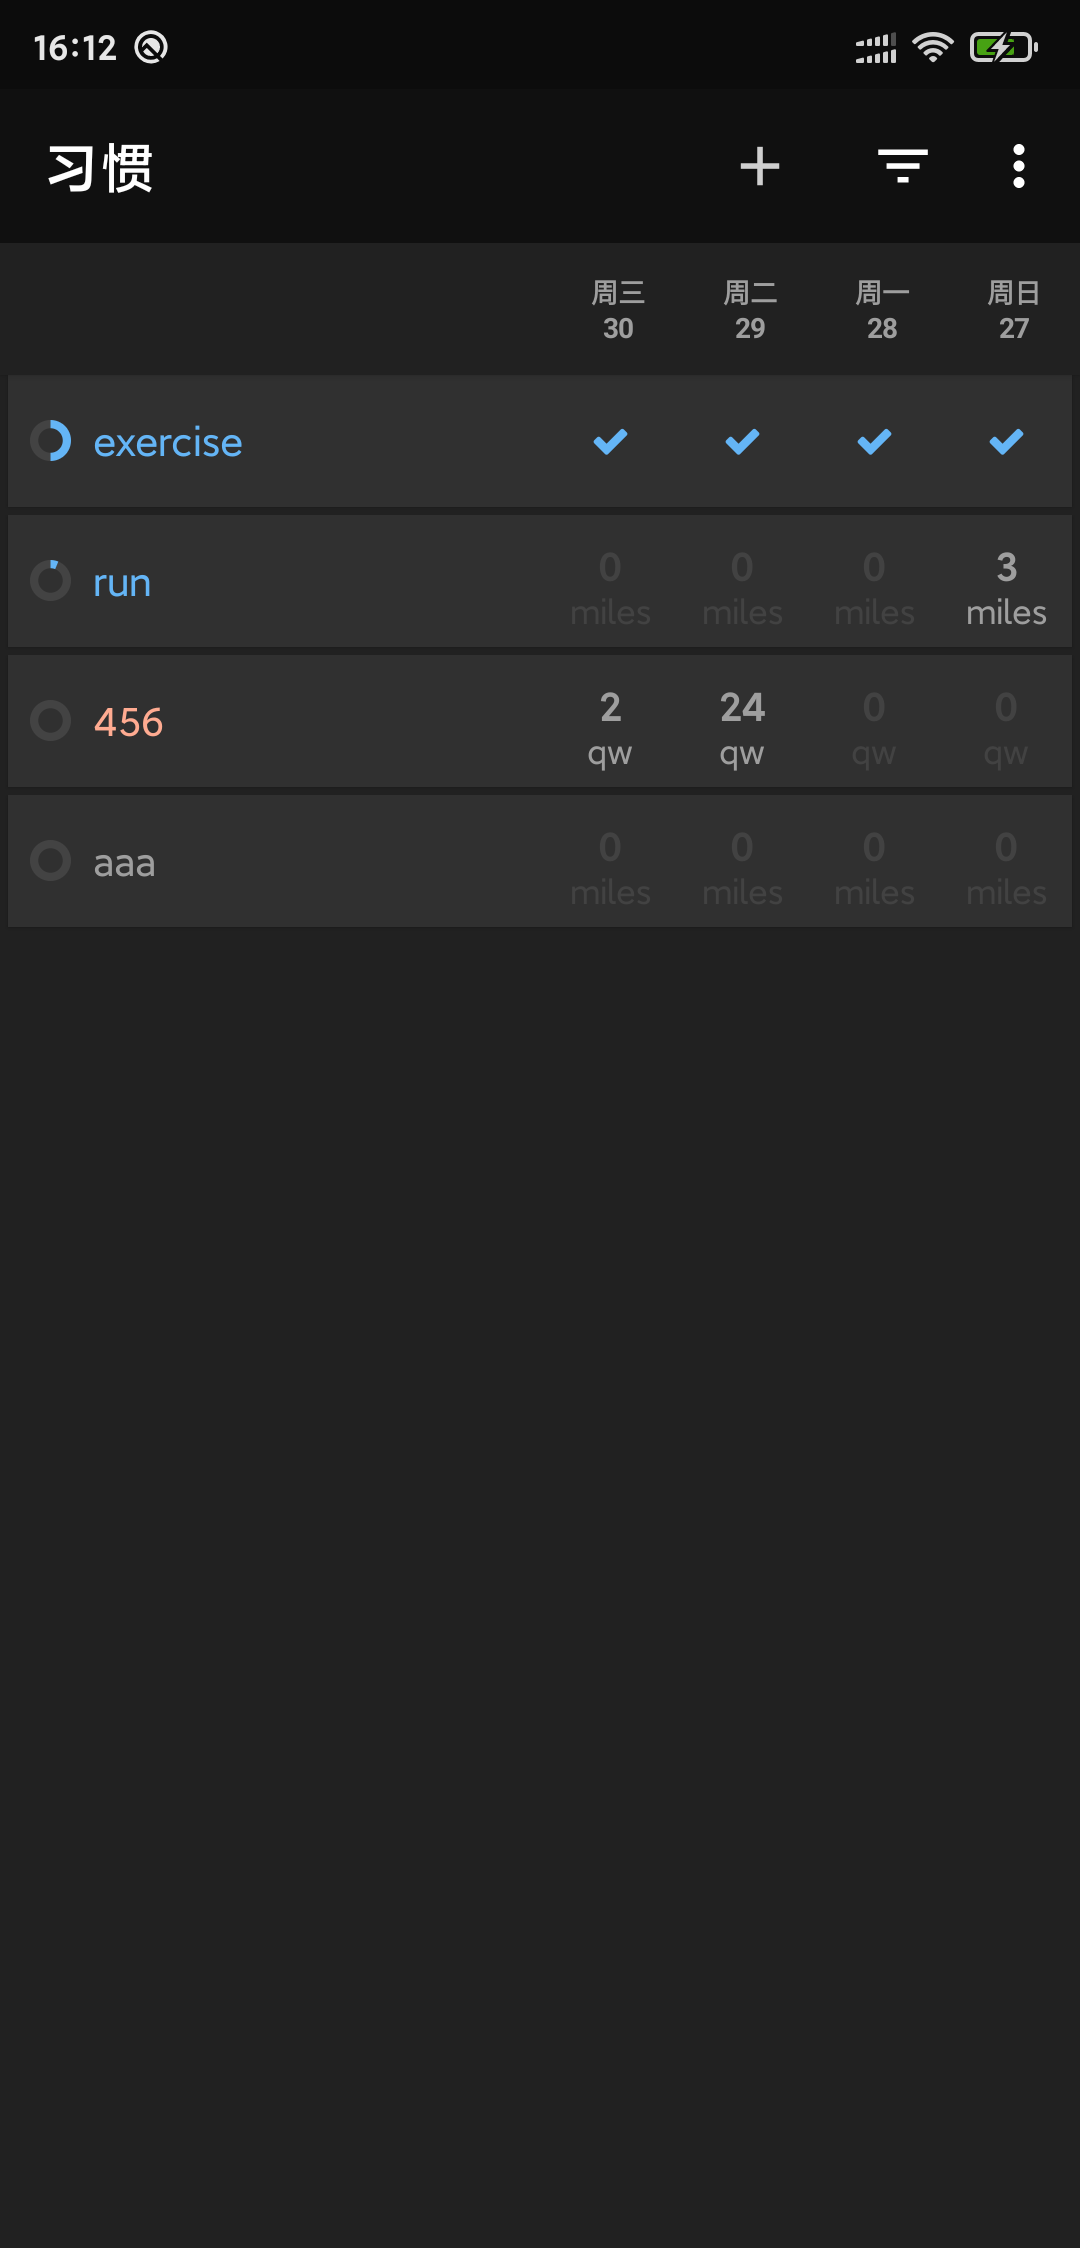 16:12
习惯
周三 周二 周一 周日
30 29 28 27
exercise
run
0 0 0 3
miles miles miles miles
456
2 24 0 0
qw qw qw qw
aaa
0 0 0 0
miles miles miles miles